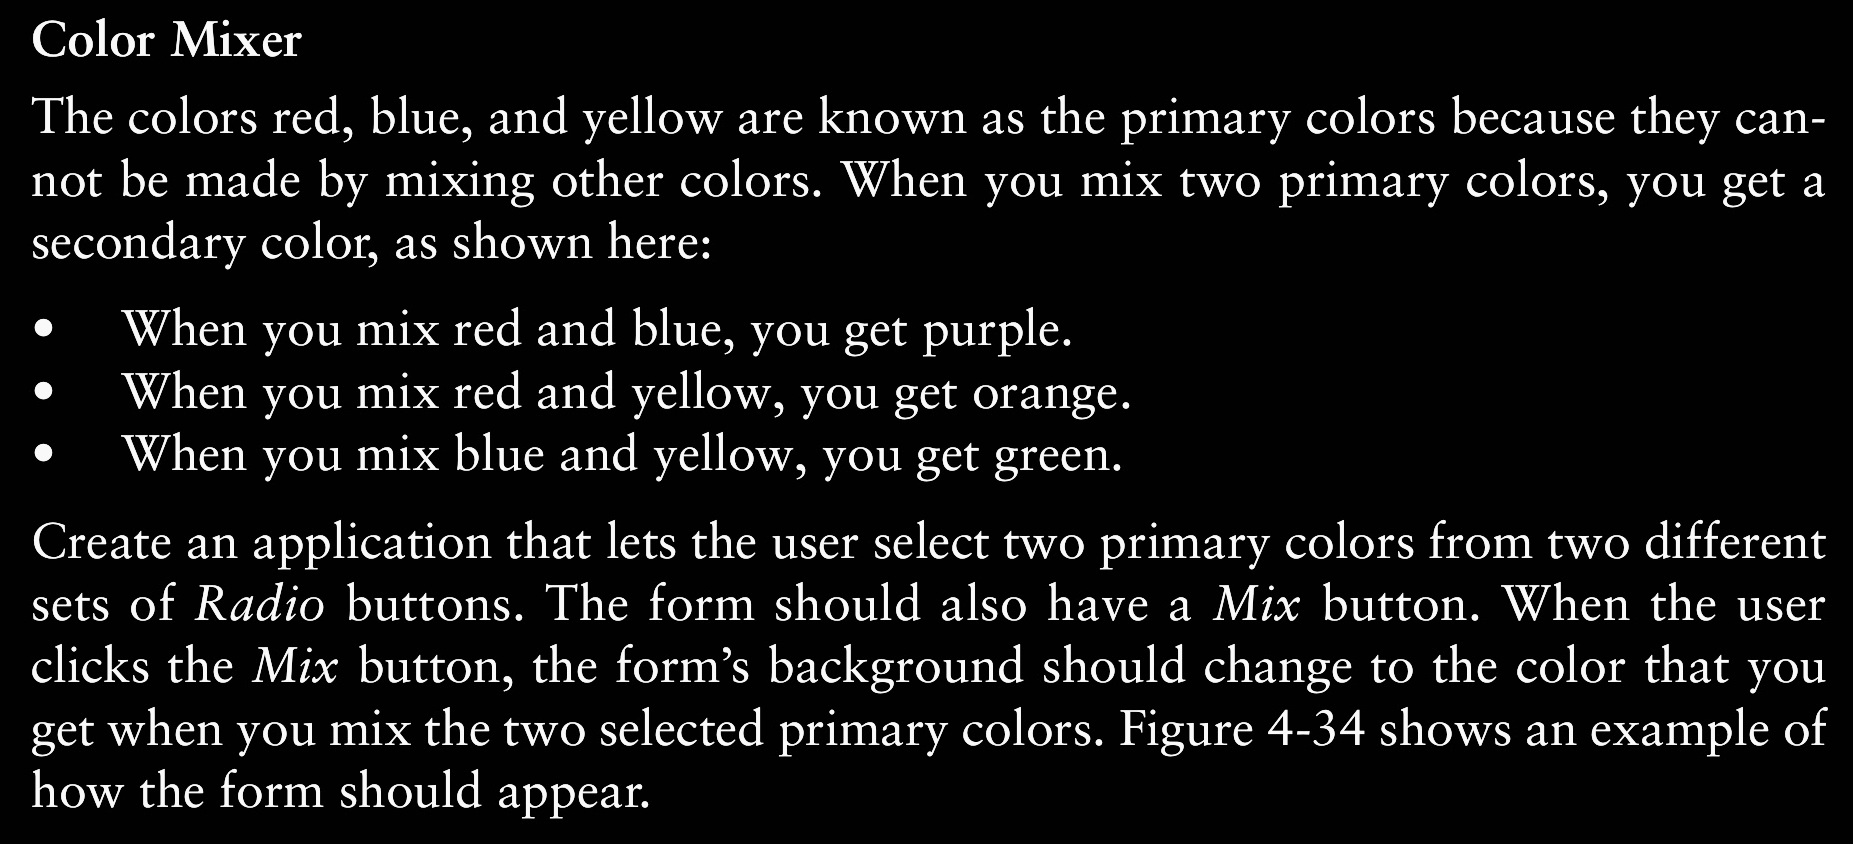 Color Mixer
The colors red, blue, and yellow are known as the primary colors because they can-
not be made by mixing other colors. When you mix two primary colors, you get a
secondary color, as shown here:
• When you mix red and blue, you get purple.
• When you mix red and yellow, you get orange.
• When you mix blue and yellow, you get green.
Create an application that lets the user select two primary colors from two different
sets of Radio buttons. The form should also have a Mix button. When the user
clicks the Mix button, the form’s background should change to the color that you
get when you mix the two selected primary colors. Figure 4-34 shows an example of
how the form should appear.